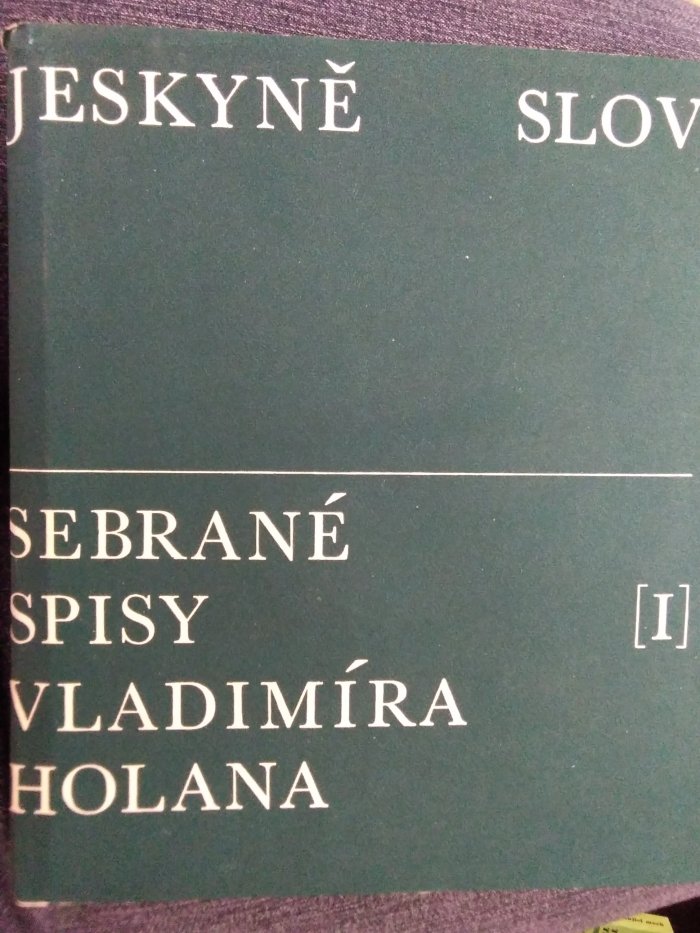 JESKYNĚ SLOV
SEBRANÉ
SPISY [I]
VLADIMÍRA
HOLANA